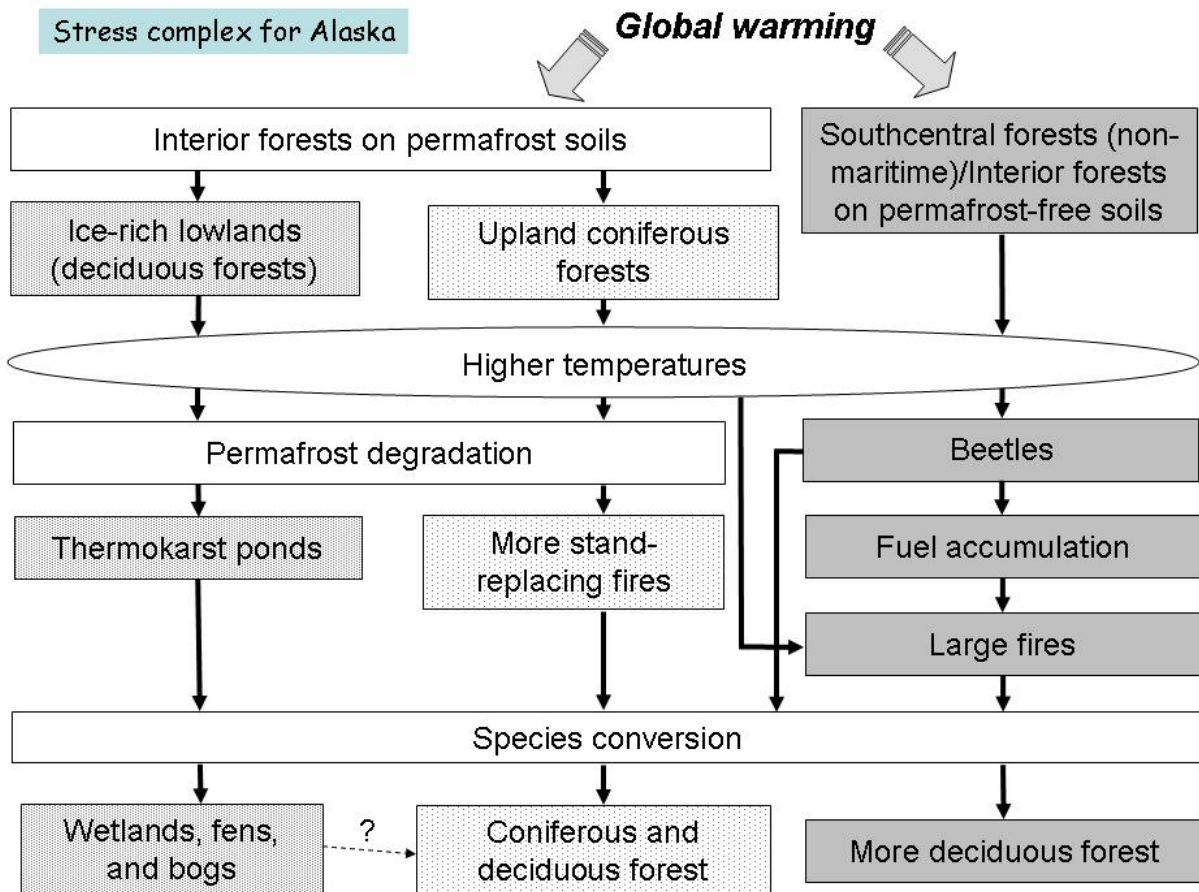 Stress complex for Alaska
Global warming
Interior forests on permafrost soils
Southcentral forests (non-
maritime)/Interior forests
on permafrost-free soils
Ice-rich lowlands
(deciduous forests)
Upland coniferous
forests
Higher temperatures
Permafrost degradation
Beetles
Thermokarst ponds
More stand-
replacing fires
Fuel accumulation
Large fires
Species conversion
Wetlands, fens,
and bogs
?
Coniferous and
deciduous forest
More deciduous forest